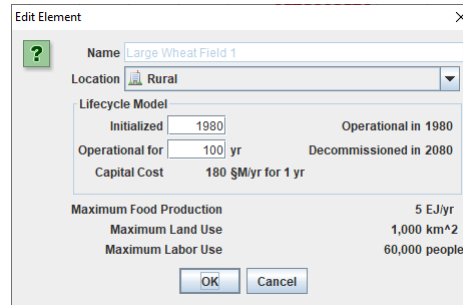 Edit Element
?
Name Large Wheat Field 1
Location Rural
Lifecycle Model
Initialized 1980 Operational in 1980
Operational for 100 yr Decommissioned in 2080
Capital Cost 180 §M/yr for 1 yr
Maximum Food Production 5 EJ/yr
Maximum Land Use 1,000 km^2
Maximum Labor Use 60,000 people
OK Cancel